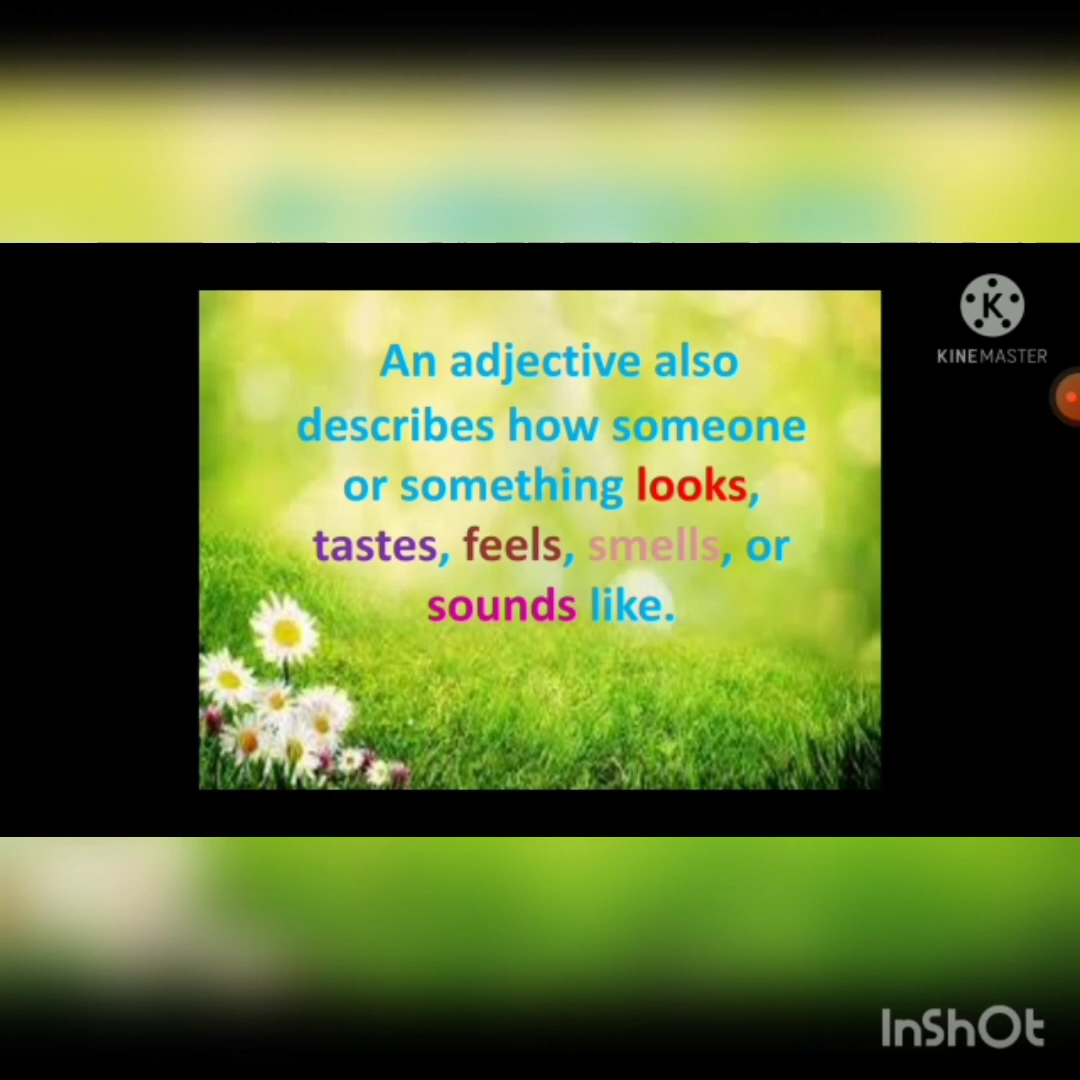 K
KINEMASTER
An adjective also
describes how someone
or something looks,
tastes, feels, smells, or
sounds like.
InShOt